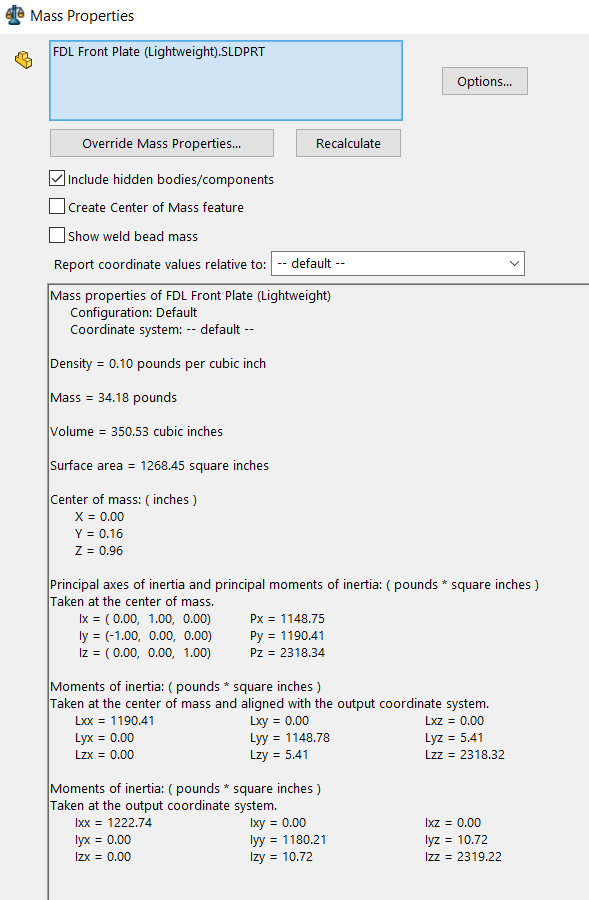 Mass Properties
FDL Front Plate (Lightweight).SLDPRT
Options...
Override Mass Properties...
Recalculate
Include hidden bodies/components
Create Center of Mass feature
Show weld bead mass
Report coordinate values relative to: -- default --
Mass properties of FDL Front Plate (Lightweight)
Configuration: Default
Coordinate system: -- default --
Density = 0.10 pounds per cubic inch
Mass = 34.18 pounds
Volume = 350.53 cubic inches
Surface area = 1268.45 square inches
Center of mass: ( inches )
X = 0.00
Y = 0.16
Z = 0.96
Principal axes of inertia and principal moments of inertia: ( pounds * square inches )
Taken at the center of mass.
Ix = ( 0.00, 1.00, 0.00) Px = 1148.75
Iy = (-1.00, 0.00, 0.00) Py = 1190.41
Iz = ( 0.00, 0.00, 1.00) Pz = 2318.34
Moments of inertia: ( pounds * square inches )
Taken at the center of mass and aligned with the output coordinate system.
Lxx = 1190.41 Lxy = 0.00 Lxz = 0.00
Lyx = 0.00 Lyy = 1148.78 Lyz = 5.41
Lzx = 0.00 Lzy = 5.41 Lzz = 2318.32
Moments of inertia: ( pounds * square inches )
Taken at the output coordinate system.
Ixx = 1222.74 Ixy = 0.00 Ixz = 0.00
Iyx = 0.00 Iyy = 1180.21 Iyz = 10.72
Izx = 0.00 Izy = 10.72 Izz = 2319.22